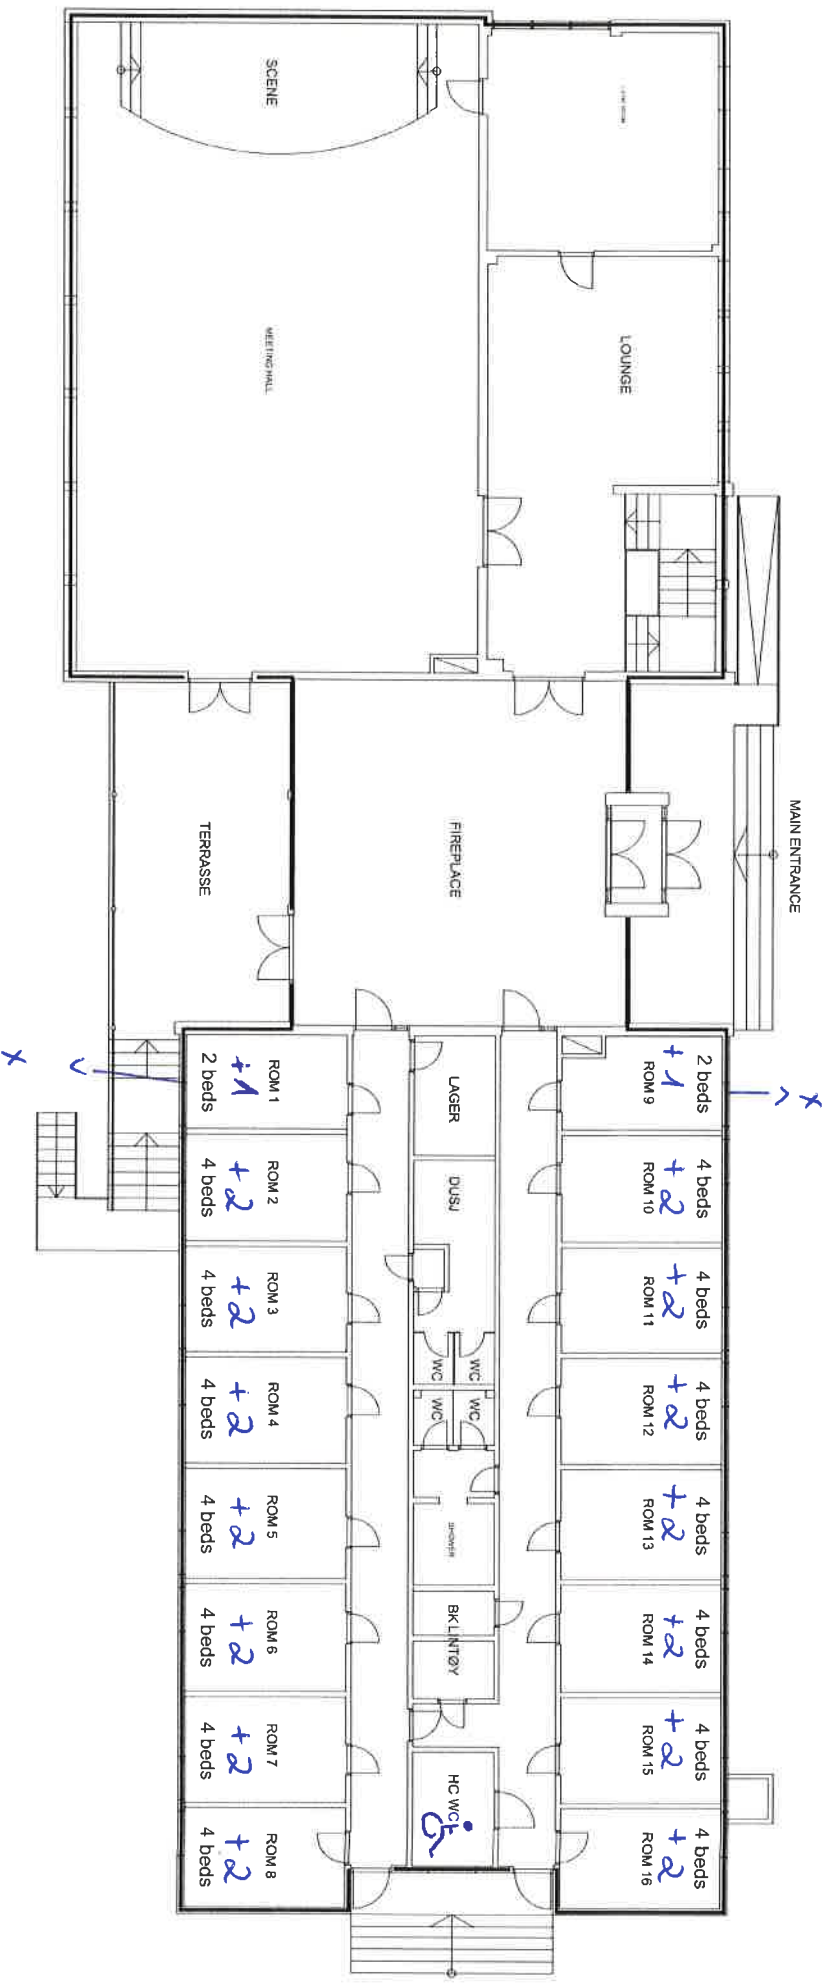 MAIN ENTRANCE
x
2 beds 4 beds 4 beds 4 beds 4 beds 4 beds 4 beds 4 beds
+1 +2 +2 +2 +2 +2 +2 +2
ROM 9 ROM 10 ROM 11 ROM 12 ROM 13 ROM 14 ROM 15 ROM 16
LOUNGE
WC WC
FIREPLACE LAGER DUSJ SHOWER BK LINTØY HC WC
WC WC
SCENE MEETING HALL
ROM 1 ROM 2 ROM 3 ROM 4 ROM 5 ROM 6 ROM 7 ROM 8
+1 +2 +2 +2 +2 +2 +2 +2
TERRASSE
2 beds 4 beds 4 beds 4 beds 4 beds 4 beds 4 beds 4 beds
x